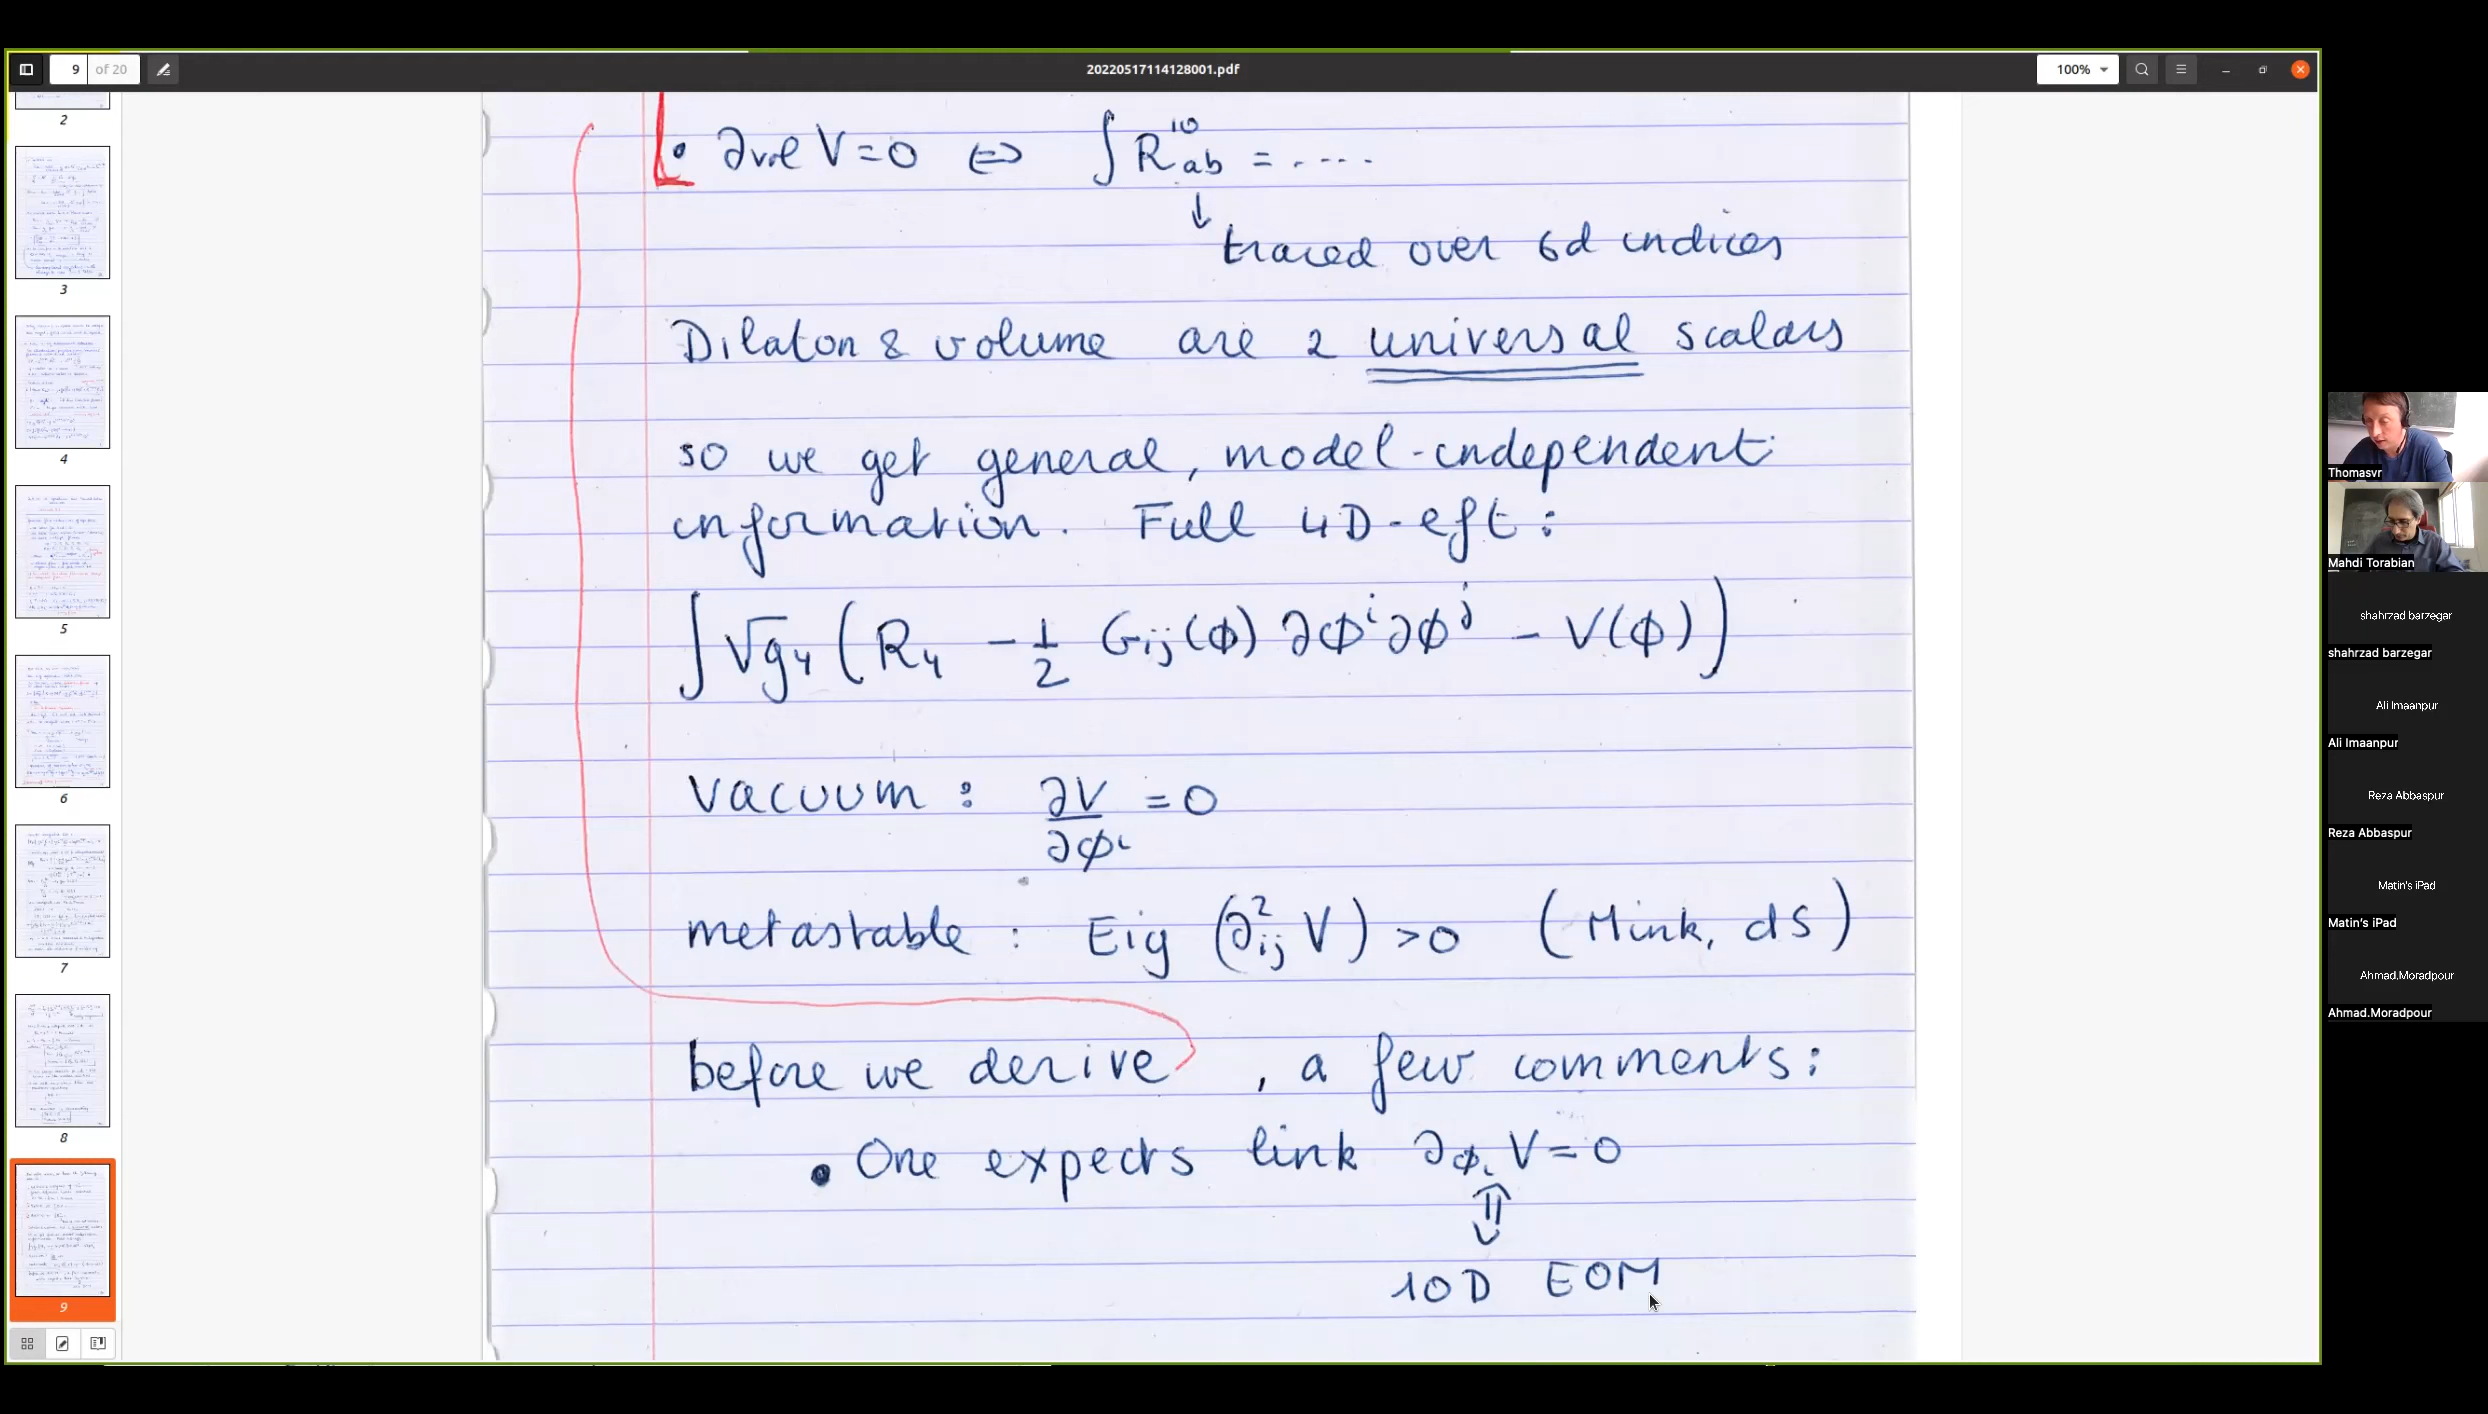 9 of 20
20220517114128001.pdf
100%
2
3
4
5
6
7
8
9
• ∂vol V=0 ⇔ ∫ R¹⁰ab = . - - - .
↓
traced over 6d indices
Dilaton & volume are 2 universal scalars
so we get general, model-independent
information. Full 4D-eft:
∫ √g₄ ( R₄ - 1/2 Gij(ϕ) ∂ϕⁱ∂ϕʲ - V(ϕ) )
vacuum : ∂V/∂ϕⁱ = 0
metastable : Eig (∂²ij V) >0 ( Mink, dS )
before we derive , a few comments:
• One expects link ∂ϕi V=0
⇕
10D EOM
Thomasvr
Mahdi Torabian
shahrzad barzegar
shahrzad barzegar
Ali Imaanpur
Ali Imaanpur
Reza Abbaspur
Reza Abbaspur
Matin's iPad
Matin's iPad
Ahmad.Moradpour
Ahmad.Moradpour